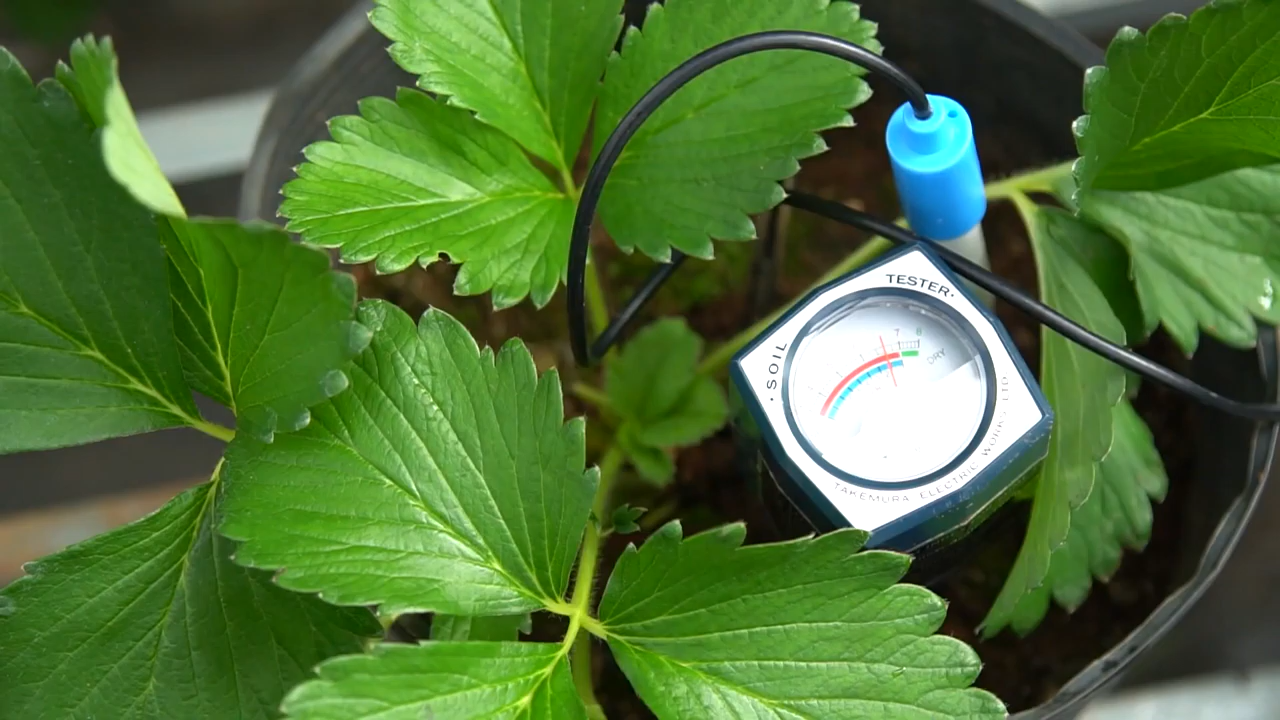 · SOIL
TESTER ·
7 8
DRY
TAKEMURA ELECTRIC WORKS LTD